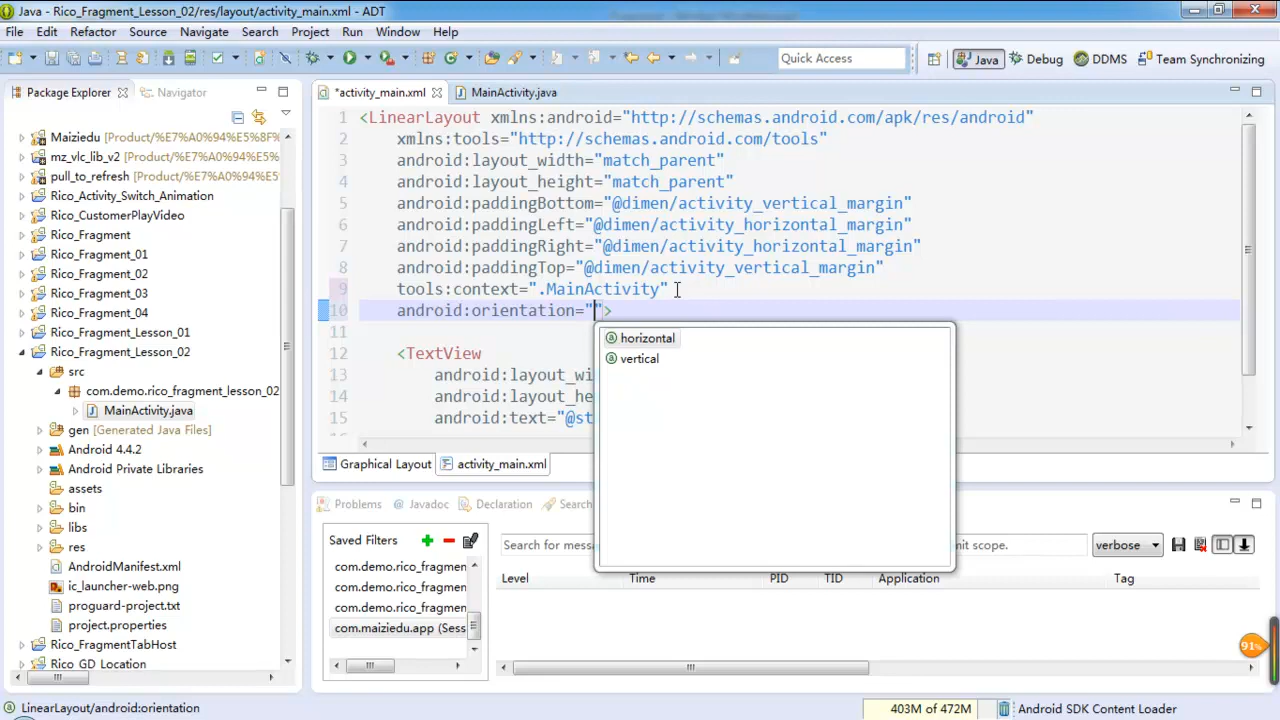 Java - Rico_Fragment_Lesson_02/res/layout/activity_main.xml - ADT
File Edit Refactor Source Navigate Search Project Run Window Help
Quick Access
Java Debug DDMS Team Synchronizing
Package Explorer Navigator
*activity_main.xml MainActivity.java
Maiziedu [Product/%E7%A0%94%E5%8F%
mz_vlc_lib_v2 [Product/%E7%A0%94%E5%
pull_to_refresh [Product/%E7%A0%94%E5
Rico_Activity_Switch_Animation
Rico_CustomerPlayVideo
Rico_Fragment
Rico_Fragment_01
Rico_Fragment_02
Rico_Fragment_04
Rico_Fragment_Lesson_01
Rico_Fragment_Lesson_02
src
com.demo.rico_fragment_lesson_02
MainActivity.java
gen [Generated Java Files]
Android 4.4.2
Android Private Libraries
assets
bin
libs
res
AndroidManifest.xml
ic_launcher-web.png
proguard-project.txt
project.properties
Rico_FragmentTabHost
Rico_GD_Location
1 <LinearLayout xmlns:android="http://schemas.android.com/apk/res/android"
2 xmlns:tools="http://schemas.android.com/tools"
3 android:layout_width="match_parent"
4 android:layout_height="match_parent"
5 android:paddingBottom="@dimen/activity_vertical_margin"
6 android:paddingLeft="@dimen/activity_horizontal_margin"
7 android:paddingRight="@dimen/activity_horizontal_margin"
8 android:paddingTop="@dimen/activity_vertical_margin"
9 tools:context=".MainActivity"
10 android:orientation="">
11
12 <TextView
13 android:layout_wi
14 android:layout_he
15 android:text="@st
horizontal
vertical
Graphical Layout activity_main.xml
Problems Javadoc Declaration Search
Saved Filters
com.demo.rico_fragmen
com.demo.rico_fragmen
com.demo.rico_fragmen
com.maiziedu.app (Sess
Search for mess
mit scope.
verbose
Level Time PID TID Application Tag
91%
LinearLayout/android:orientation
403M of 472M
Android SDK Content Loader